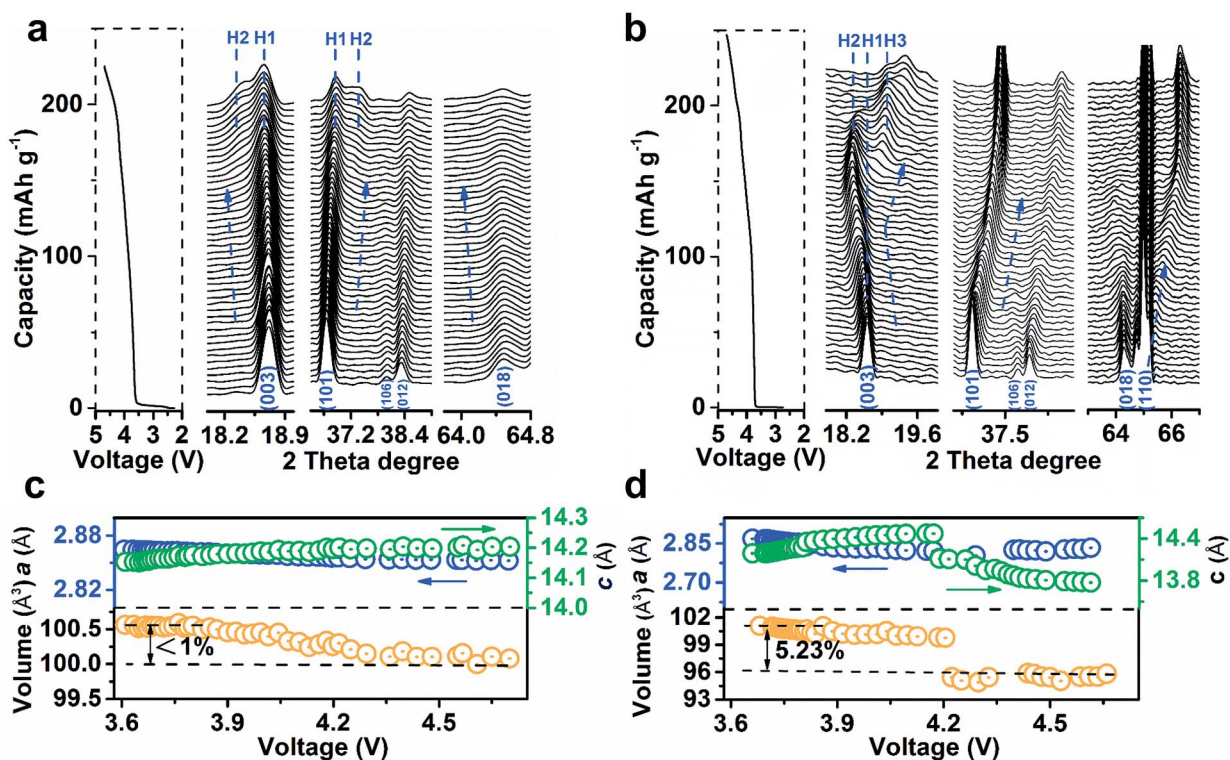 a
H2 H1
H1 H2
Capacity (mAh g⁻¹)
200
100
0
(003)
(101)
(106)
(012)
(018)
5 4 3 2
18.2 18.9
37.2 38.4
64.0 64.8
Voltage (V)
2 Theta degree
b
H2 H1 H3
Capacity (mAh g⁻¹)
200
100
0
(003)
(101)
(106)
(012)
(018)
(110)
5 4 3 2
18.2 19.6
37.5
64 66
Voltage (V)
2 Theta degree
c
Volume (Å³) a (Å)
2.88
2.82
100.5
100.0
99.5
<1%
14.3
14.2
14.1
14.0
c (Å)
3.6 3.9 4.2 4.5
Voltage (V)
d
Volume (Å³) a (Å)
2.85
2.70
102
99
96
93
5.23%
14.4
13.8
c (Å)
3.6 3.9 4.2 4.5
Voltage (V)